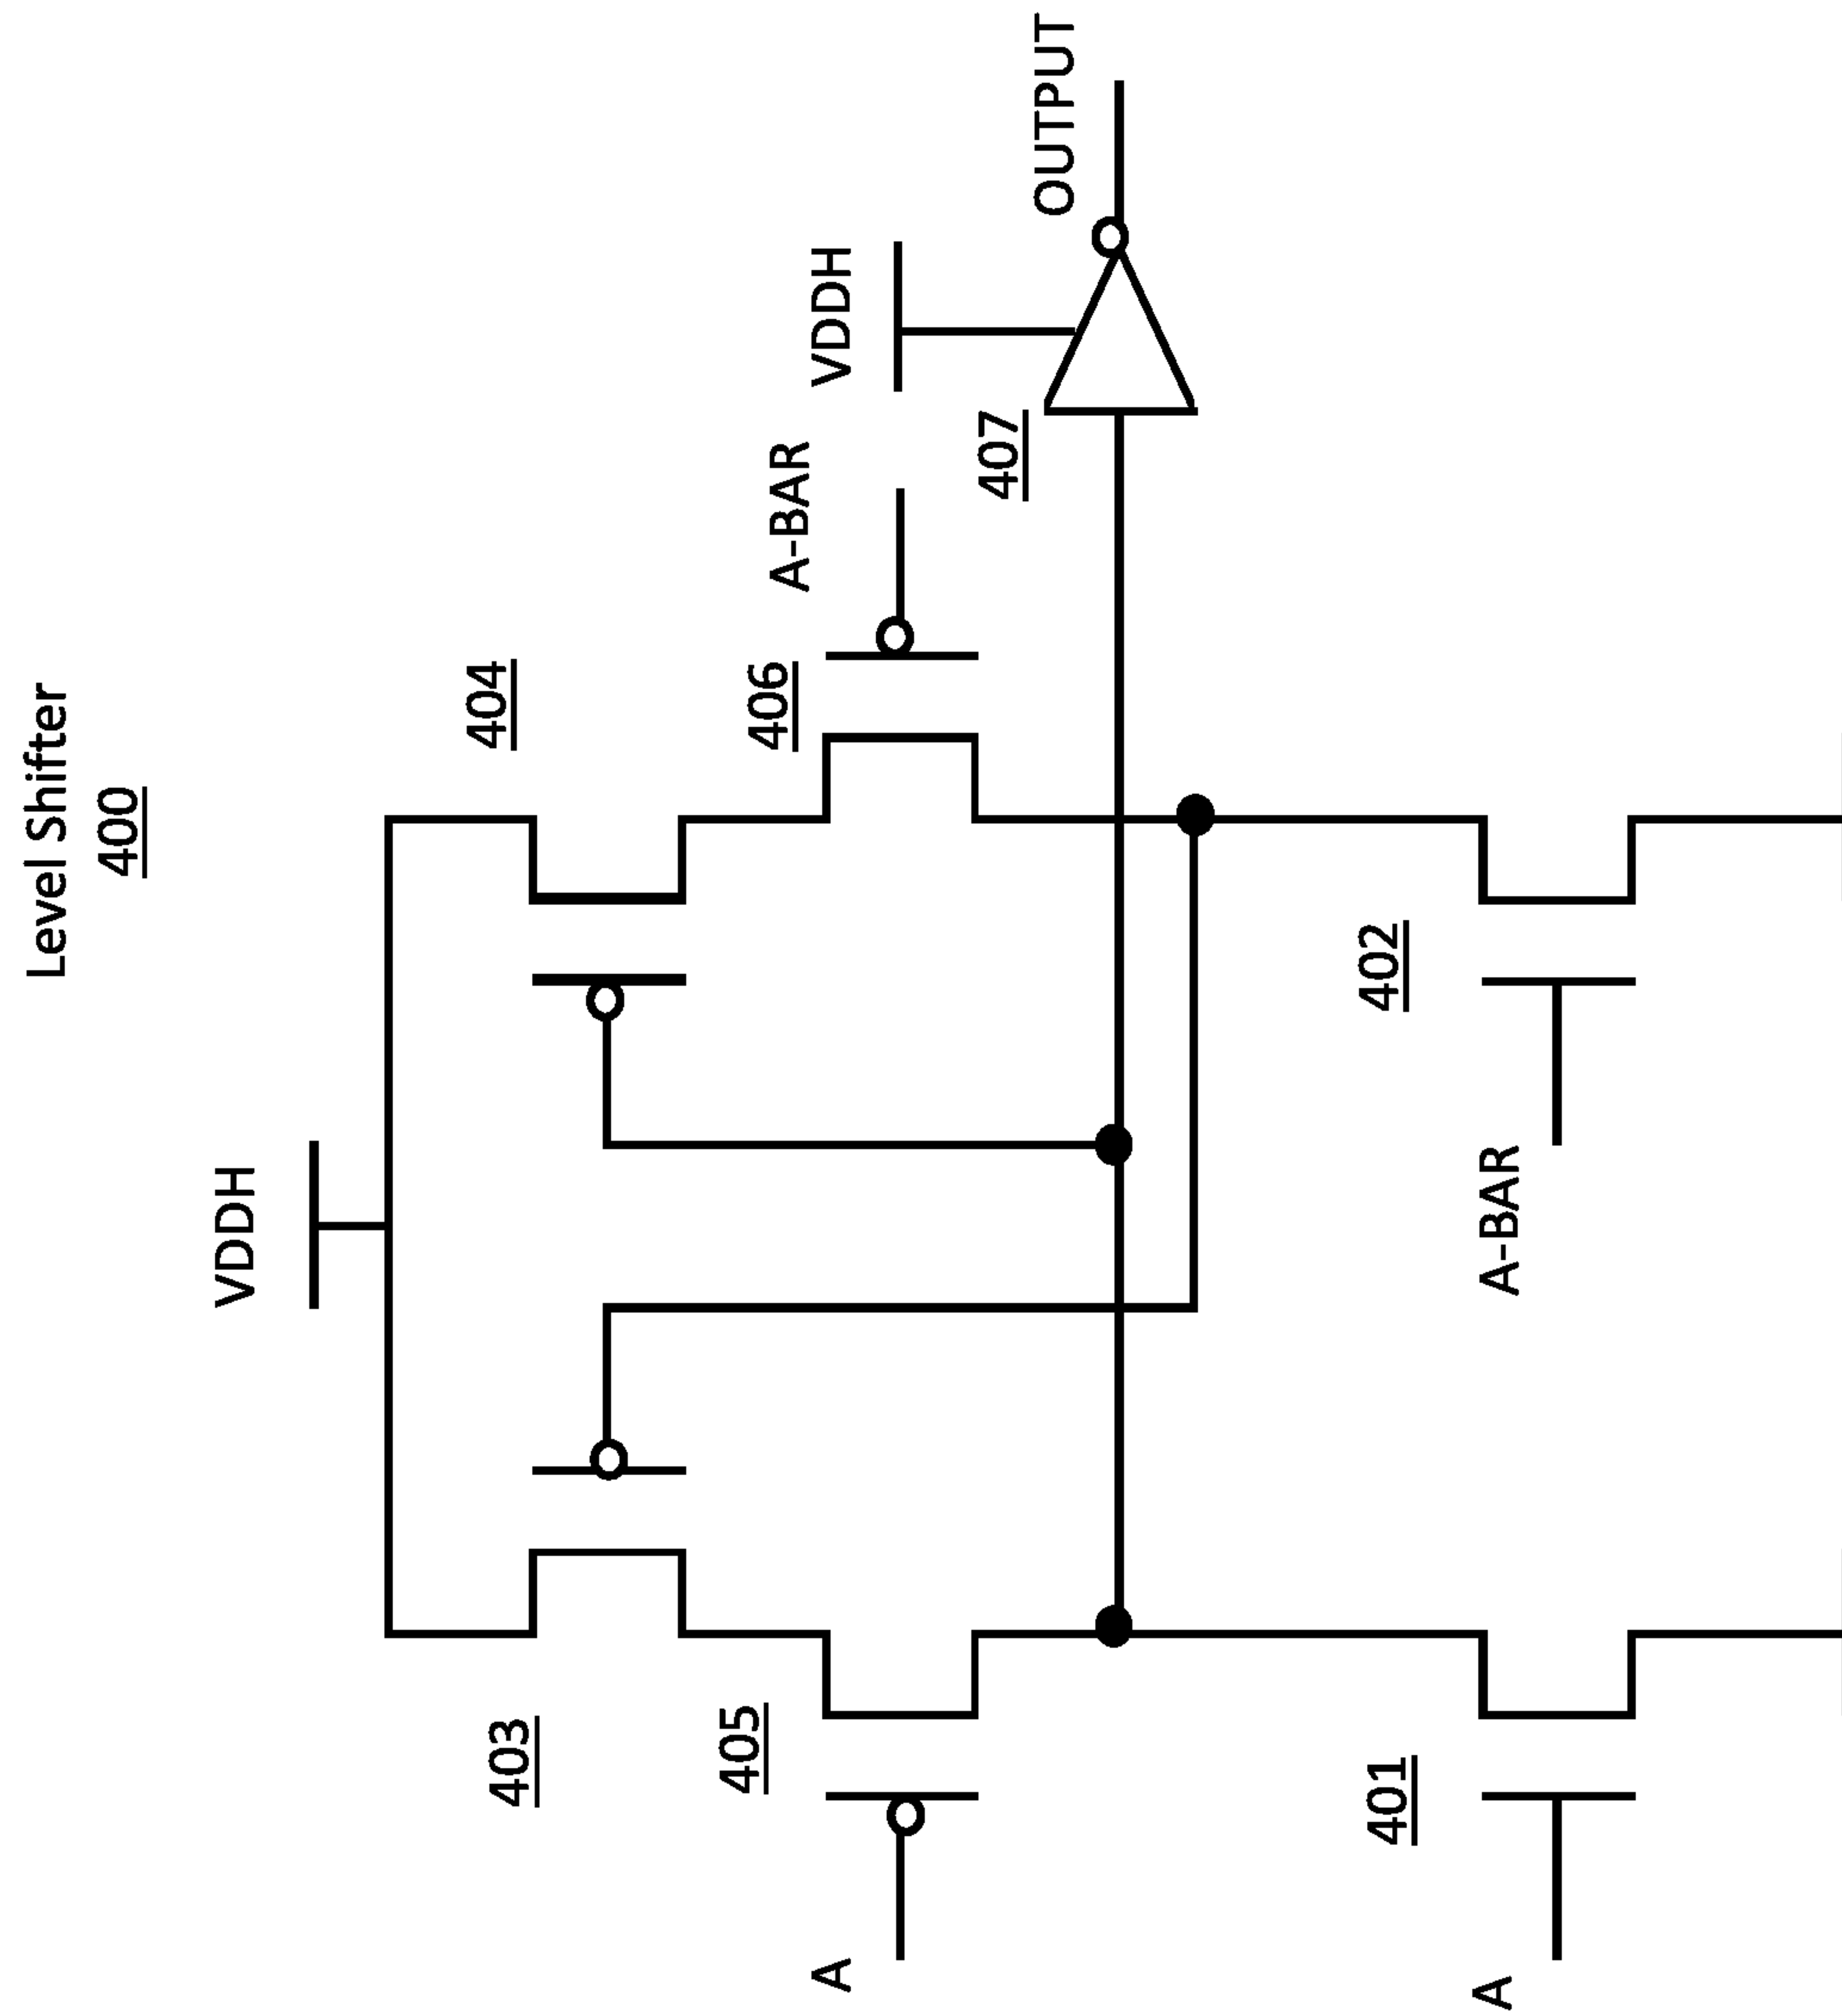 Level Shifter
400
VDDH
403
404
405
406
A
A-BAR
VDDH
407
OUTPUT
401
402
A
A-BAR